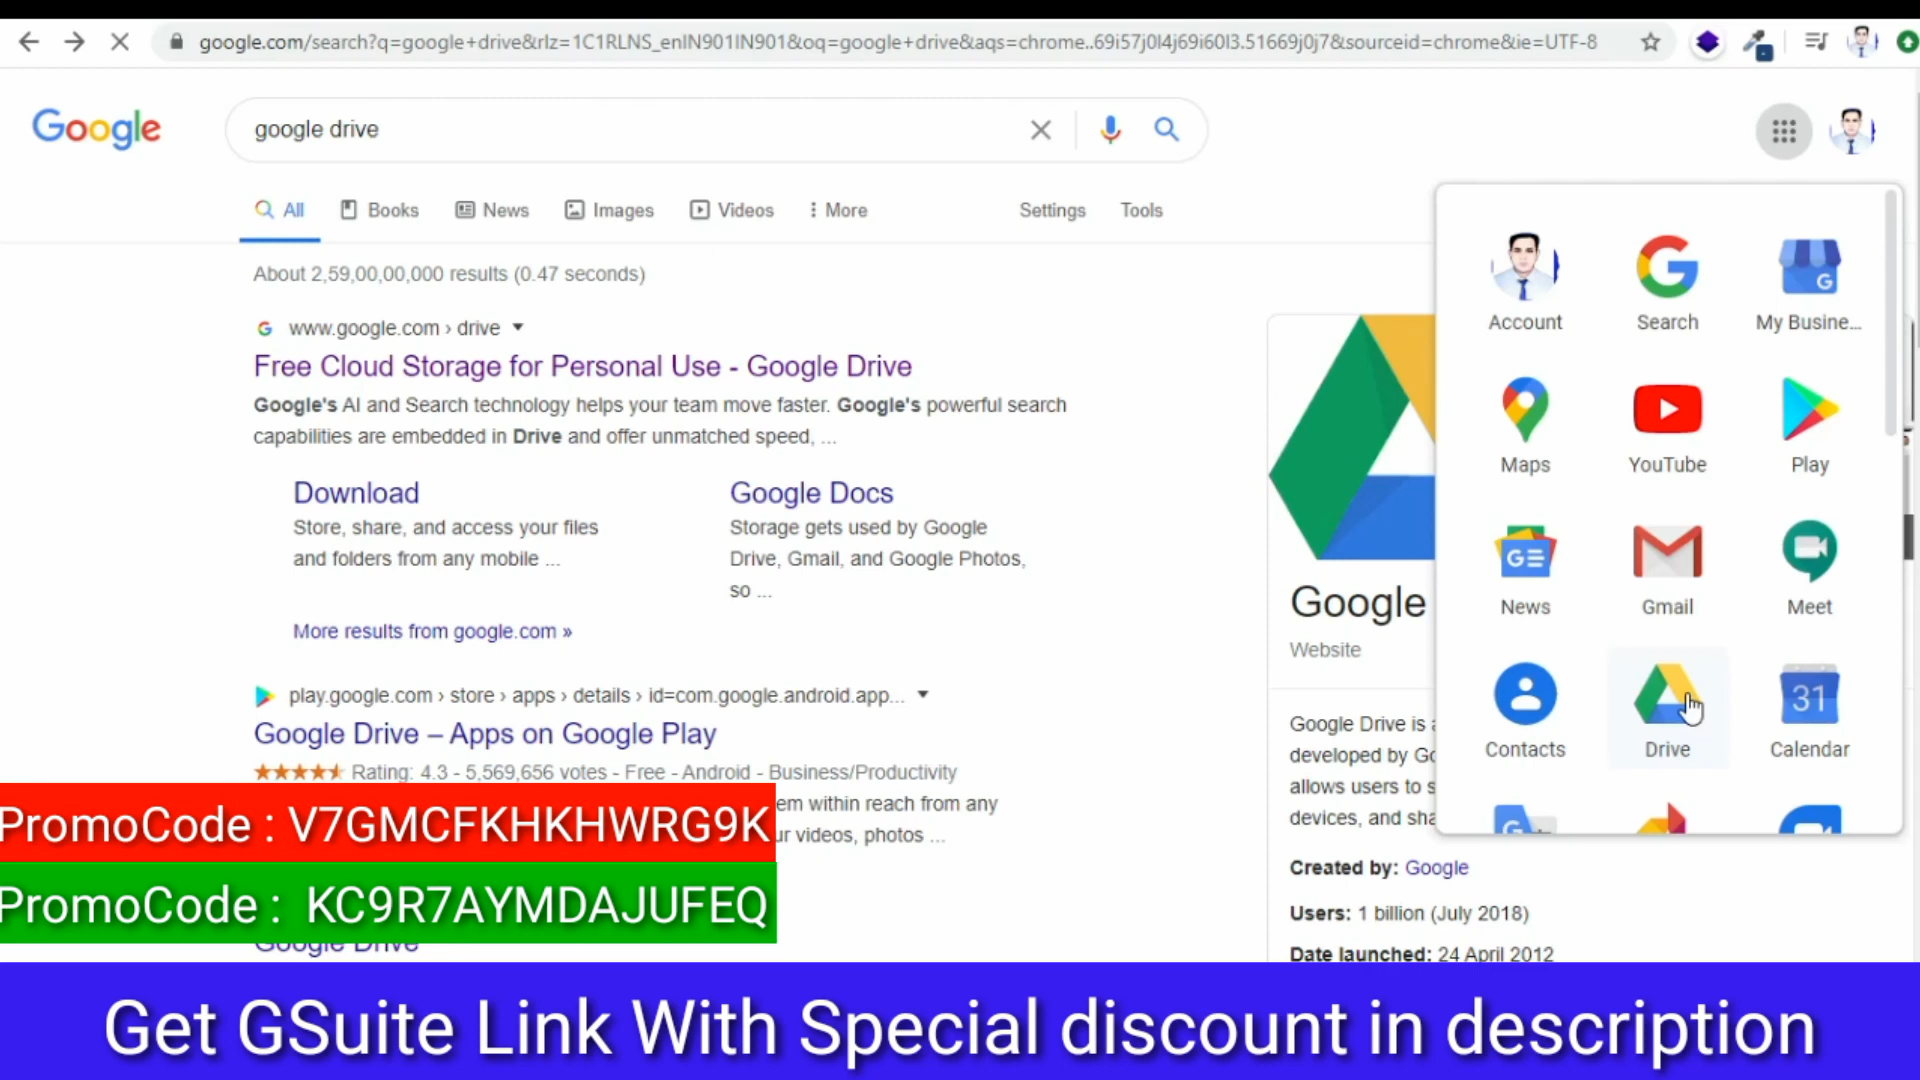 google.com/search?q=google+drive&rlz=1C1RLNS_enIN901IN901&oq=google+drive&aqs=chrome..69i57j0l4j69i60l3.51669j0j7&sourceid=chrome&ie=UTF-8
Google
google drive
All Books News Images Videos More Settings Tools
About 2,59,00,00,000 results (0.47 seconds)
www.google.com › drive
Free Cloud Storage for Personal Use - Google Drive
Google's AI and Search technology helps your team move faster. Google's powerful search
capabilities are embedded in Drive and offer unmatched speed, ...
Download
Store, share, and access your files
and folders from any mobile ...
Google Docs
Storage gets used by Google
Drive, Gmail, and Google Photos,
so ...
More results from google.com »
play.google.com › store › apps › details › id=com.google.android.app...
Google Drive – Apps on Google Play
Rating: 4.3 - 5,569,656 votes - Free - Android - Business/Productivity
em within reach from any
ur videos, photos ...
Google Drive
Account Search My Busine...
Maps YouTube Play
GE
News Gmail Meet
31
Contacts Drive Calendar
Google
Website
Google Drive is
developed by Go
allows users to s
devices, and sha
Created by: Google
Users: 1 billion (July 2018)
Date launched: 24 April 2012
PromoCode : V7GMCFKHKHWRG9K
PromoCode : KC9R7AYMDAJUFEQ
Get GSuite Link With Special discount in description